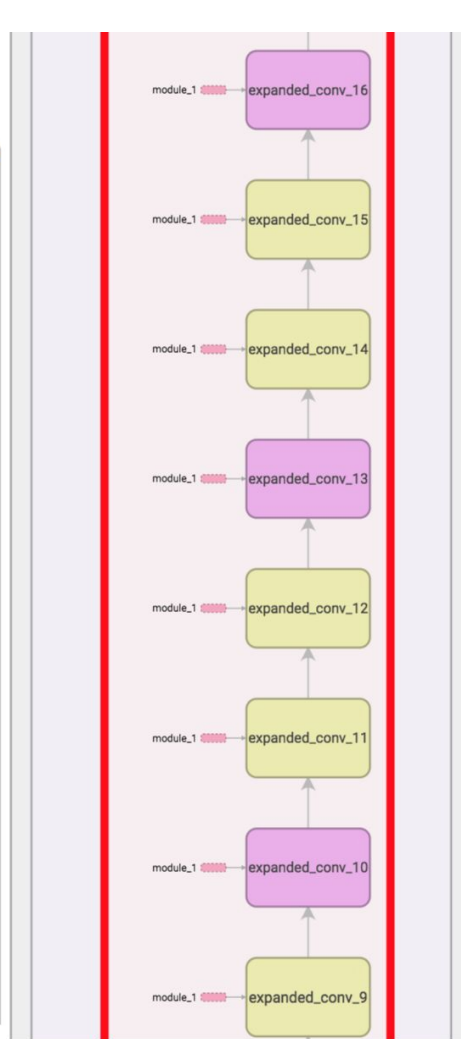 module_1 expanded_conv_16
module_1 expanded_conv_15
module_1 expanded_conv_14
module_1 expanded_conv_13
module_1 expanded_conv_12
module_1 expanded_conv_11
module_1 expanded_conv_10
module_1 expanded_conv_9